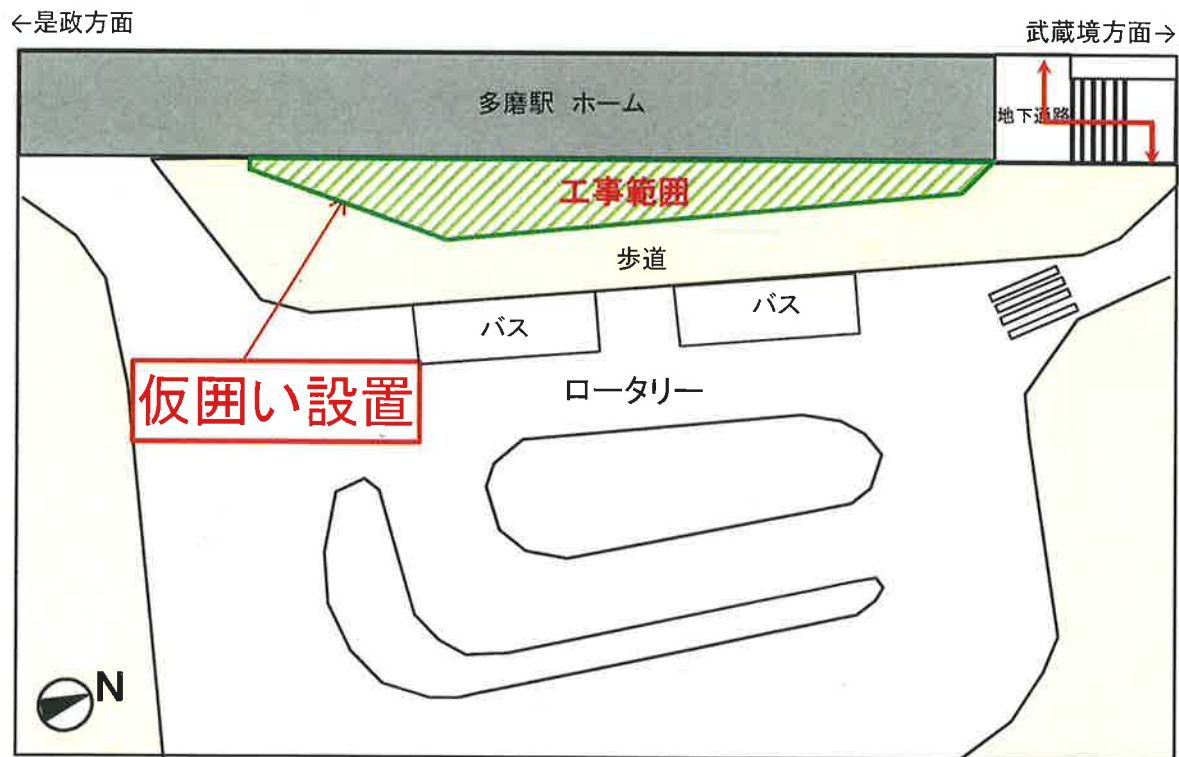 ←是政方面
武蔵境方面→
多磨駅 ホーム
地下通路
工事範囲
歩道
バス
バス
仮囲い設置
ロータリー
N